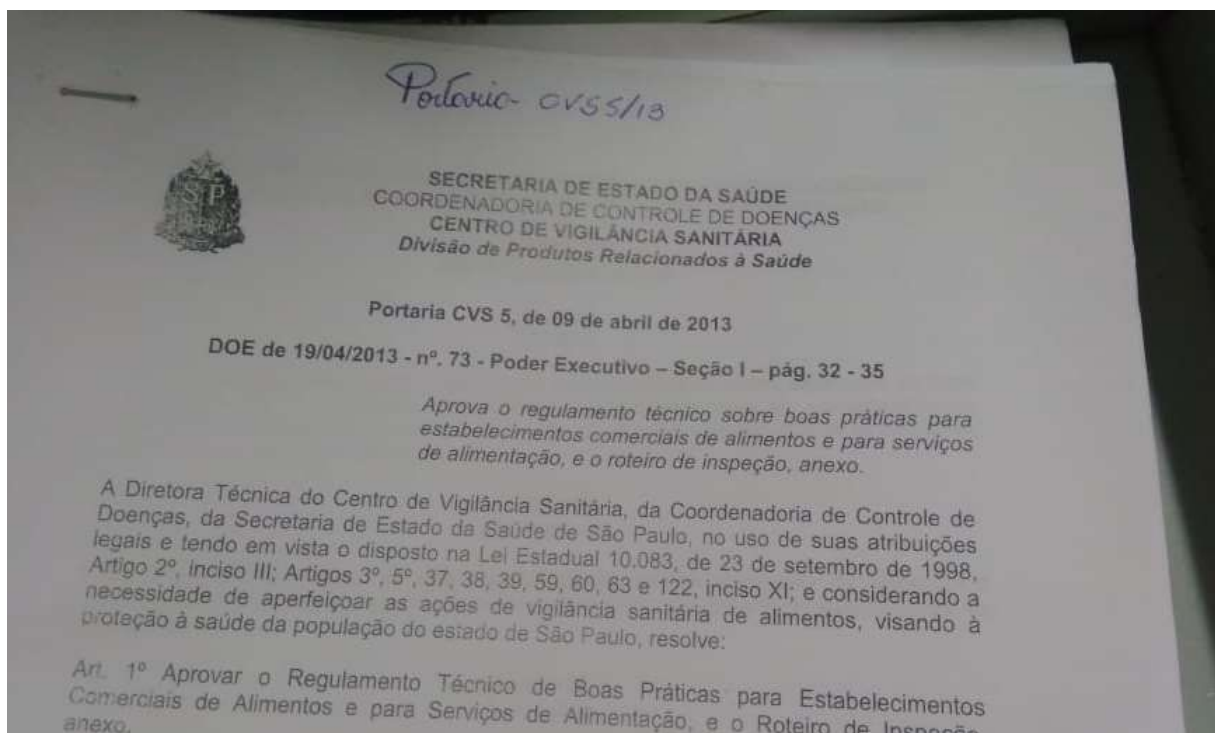 Portaria- CVS5/13
SP
SECRETARIA DE ESTADO DA SAÚDE
COORDENADORIA DE CONTROLE DE DOENÇAS
CENTRO DE VIGILÂNCIA SANITÁRIA
Divisão de Produtos Relacionados à Saúde
Portaria CVS 5, de 09 de abril de 2013
DOE de 19/04/2013 - nº. 73 - Poder Executivo – Seção I – pág. 32 - 35
Aprova o regulamento técnico sobre boas práticas para
estabelecimentos comerciais de alimentos e para serviços
de alimentação, e o roteiro de inspeção, anexo.
A Diretora Técnica do Centro de Vigilância Sanitária, da Coordenadoria de Controle de
Doenças, da Secretaria de Estado da Saúde de São Paulo, no uso de suas atribuições
legais e tendo em vista o disposto na Lei Estadual 10.083, de 23 de setembro de 1998,
Artigo 2º, inciso III; Artigos 3º, 5º, 37, 38, 39, 59, 60, 63 e 122, inciso XI; e considerando a
necessidade de aperfeiçoar as ações de vigilância sanitária de alimentos, visando à
proteção à saúde da população do estado de São Paulo, resolve:
Art. 1º Aprovar o Regulamento Técnico de Boas Práticas para Estabelecimentos
Comerciais de Alimentos e para Serviços de Alimentação, e o Roteiro de Inspeção,
anexo.